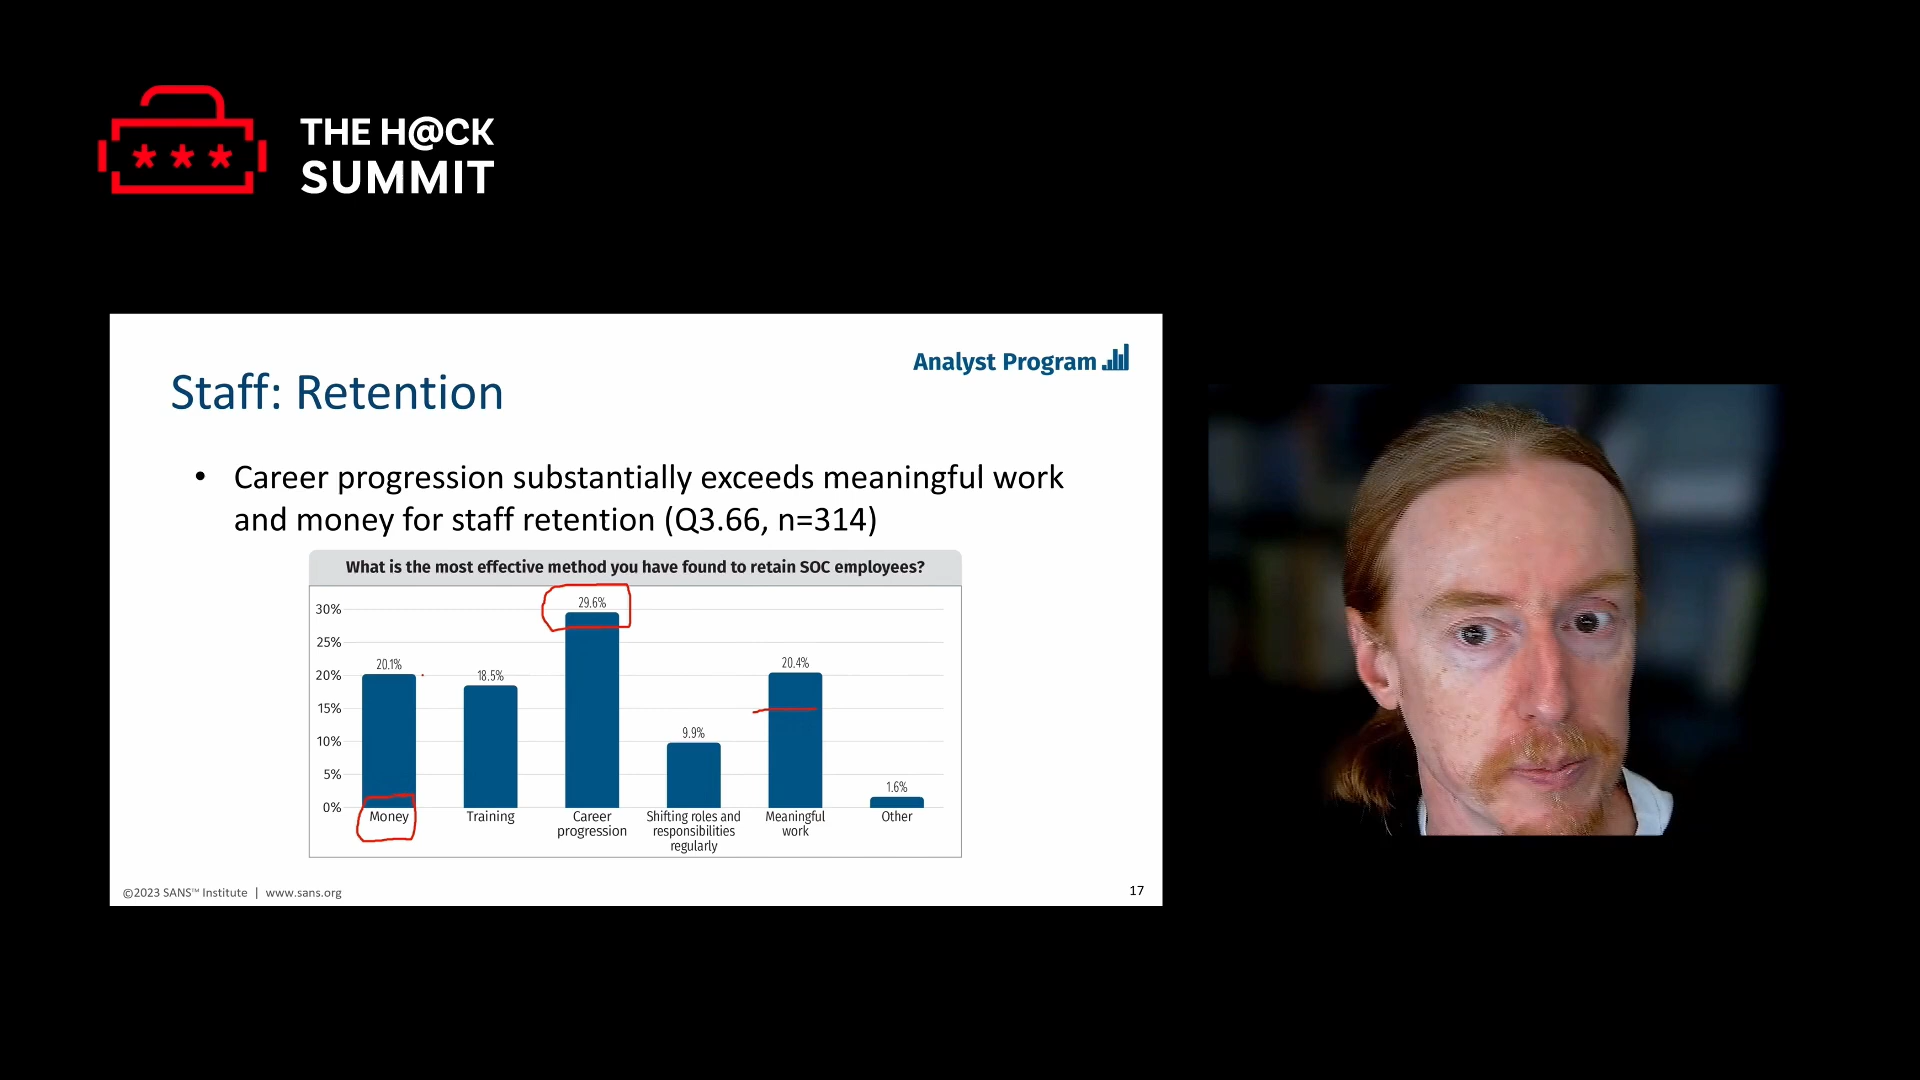 ***
THE H@CK
SUMMIT
Analyst Program
Staff: Retention
• Career progression substantially exceeds meaningful work
and money for staff retention (Q3.66, n=314)
What is the most effective method you have found to retain SOC employees?
30%
25%
20%
15%
10%
5%
0%
20.1%
18.5%
29.6%
9.9%
20.4%
1.6%
Money
Training
Career
progression
Shifting roles and
responsibilities
regularly
Meaningful
work
Other
©2023 SANS™ Institute | www.sans.org
17